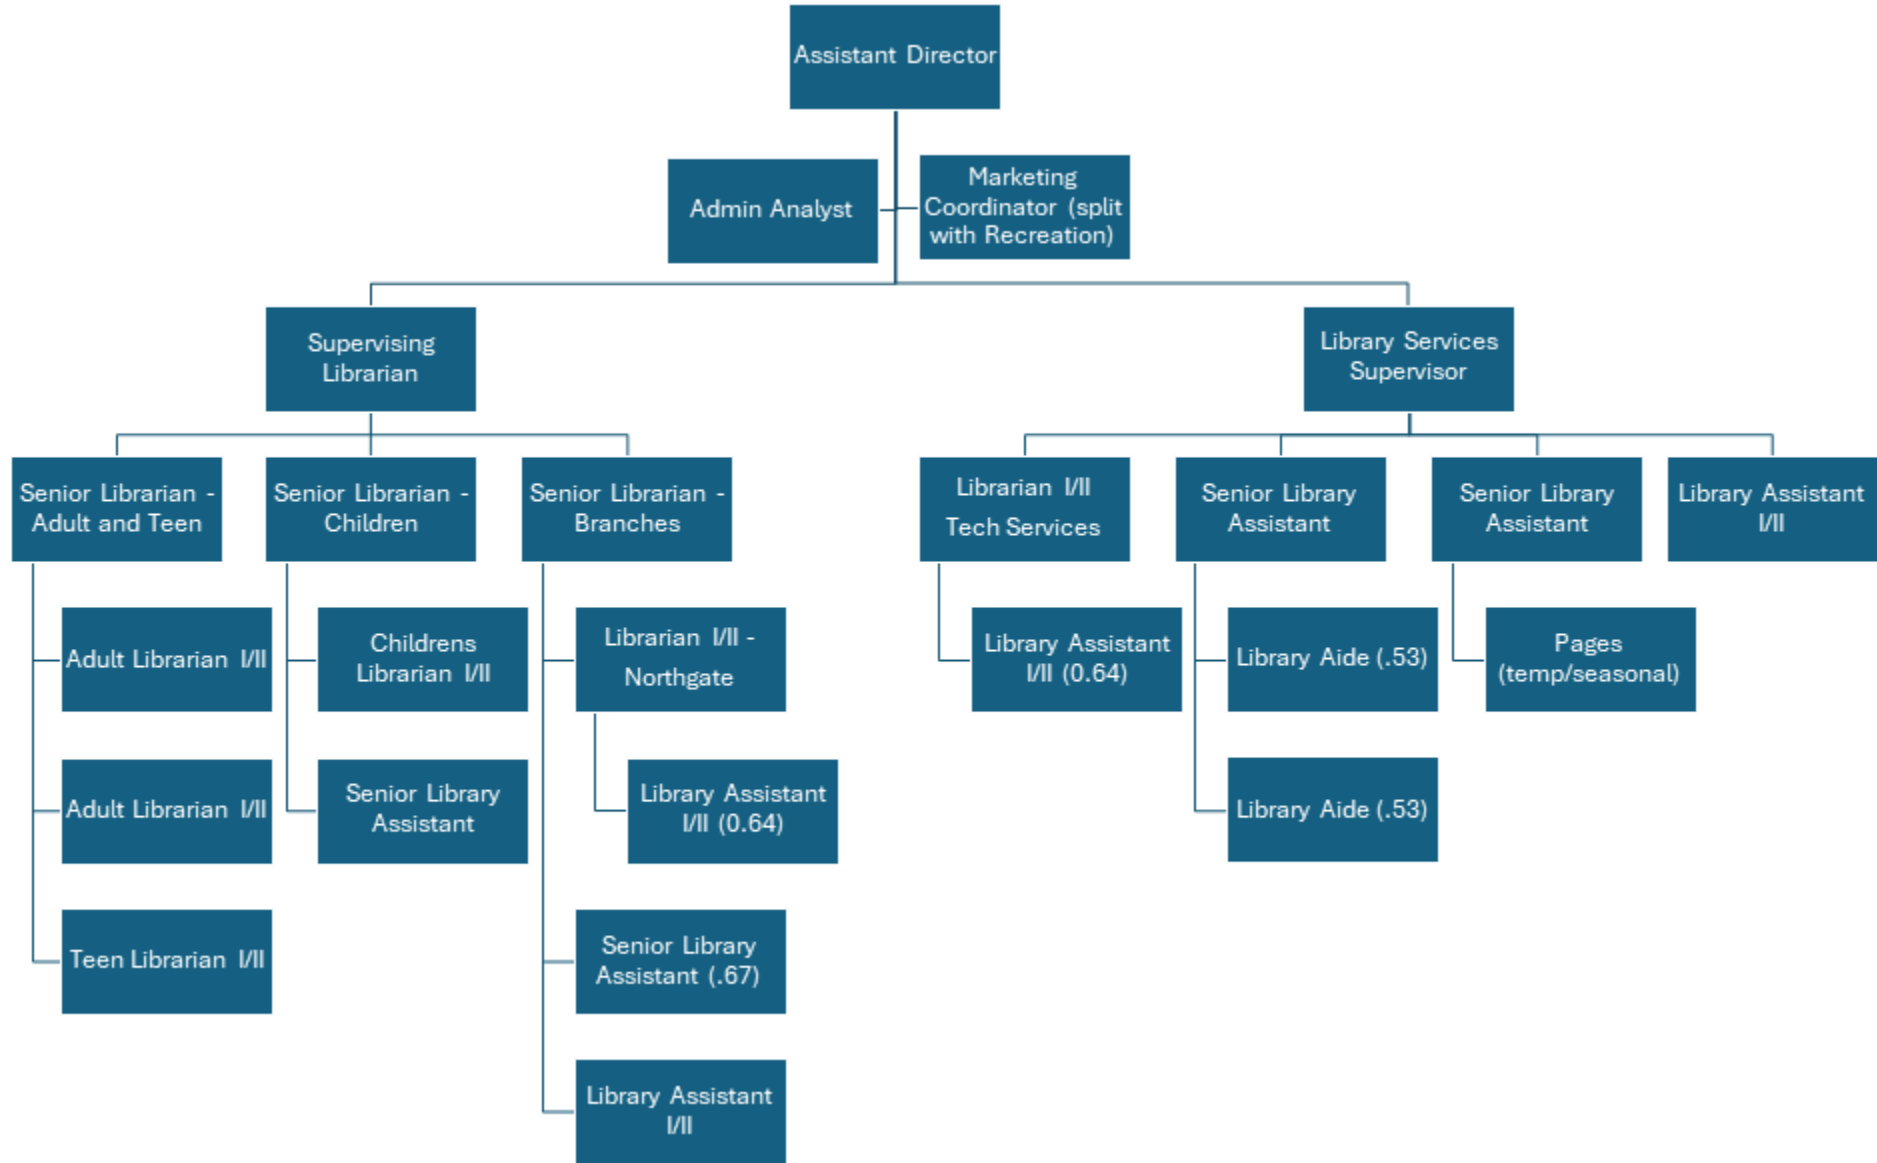 Assistant Director
Admin Analyst
Marketing
Coordinator (split
with Recreation)
Supervising
Librarian
Library Services
Supervisor
Senior Librarian -
Adult and Teen
Senior Librarian -
Children
Senior Librarian -
Branches
Librarian I/II
Tech Services
Senior Library
Assistant
Senior Library
Assistant
Library Assistant
I/II
Adult Librarian I/II
Childrens
Librarian I/II
Librarian I/II -
Northgate
Library Assistant
I/II (0.64)
Library Aide (.53)
Pages
(temp/seasonal)
Adult Librarian I/II
Senior Library
Assistant
Library Assistant
I/II (0.64)
Library Aide (.53)
Teen Librarian I/II
Senior Library
Assistant (.67)
Library Assistant
I/II